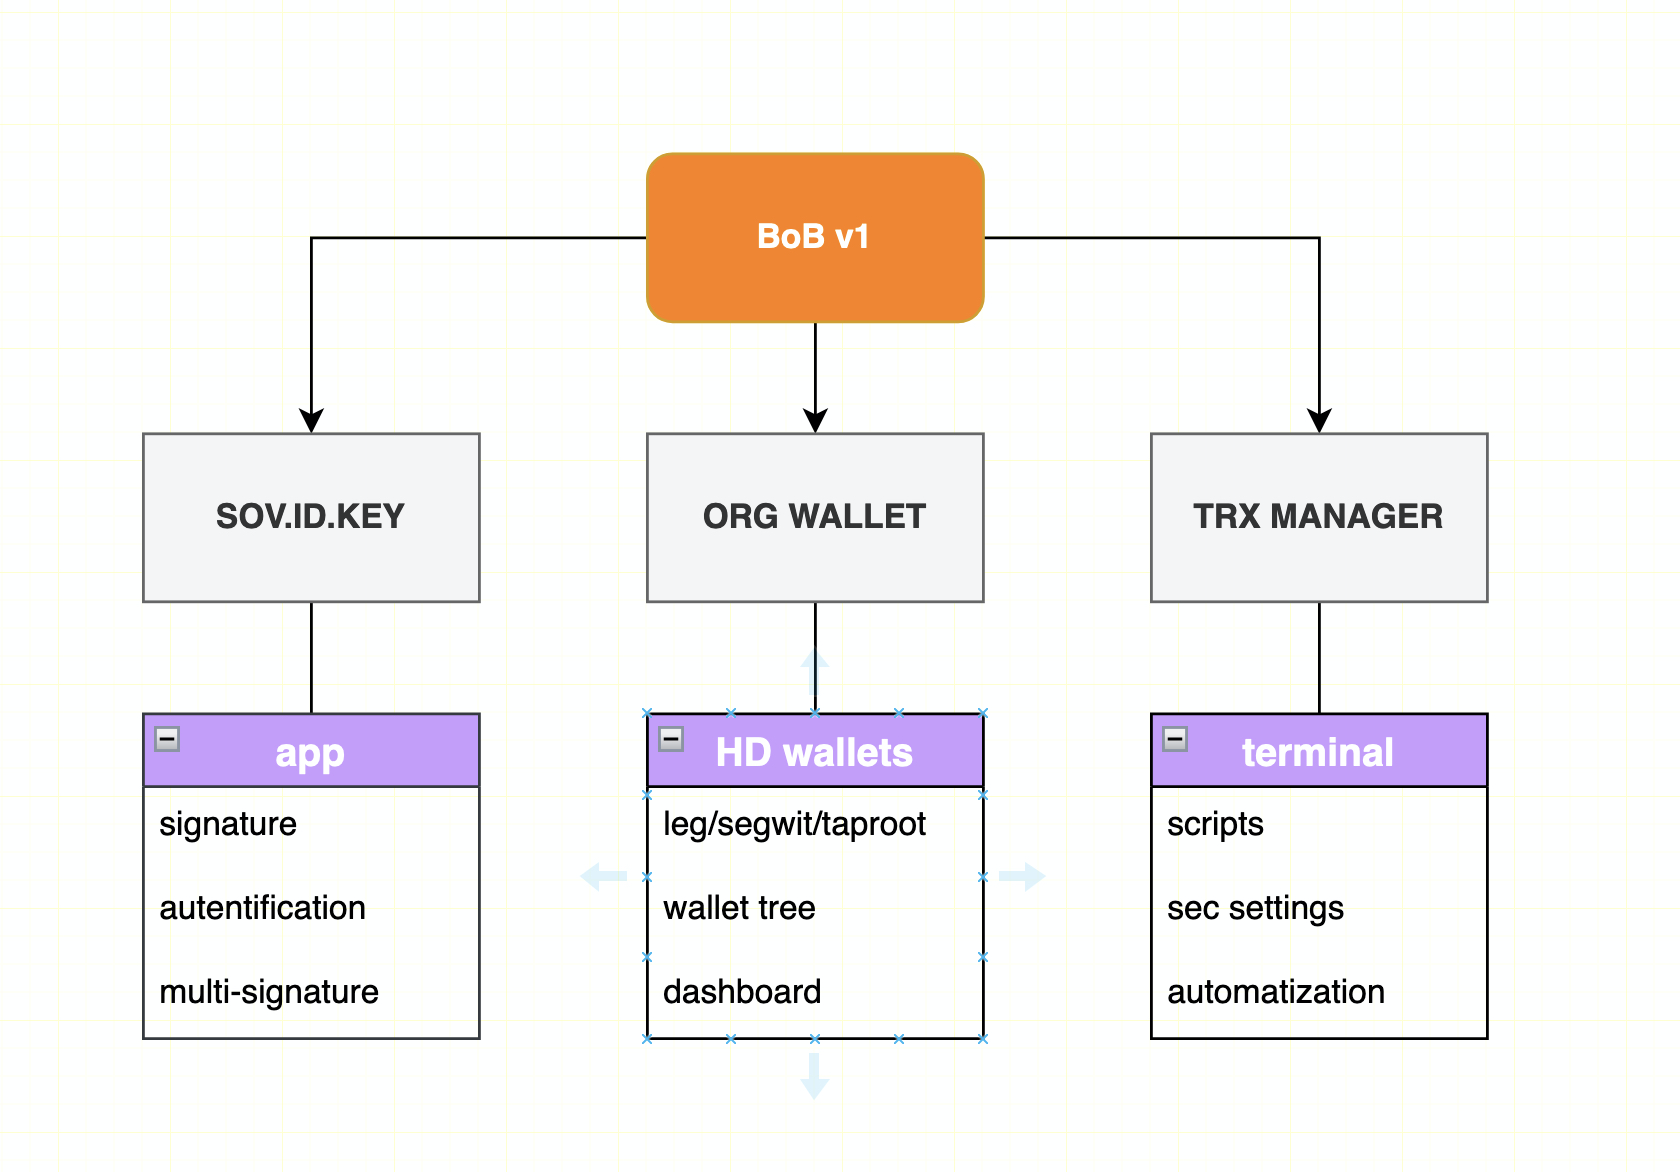 BoB v1
SOV.ID.KEY
ORG WALLET
TRX MANAGER
app
signature
autentification
multi-signature
HD wallets
leg/segwit/taproot
wallet tree
dashboard
terminal
scripts
sec settings
automatization